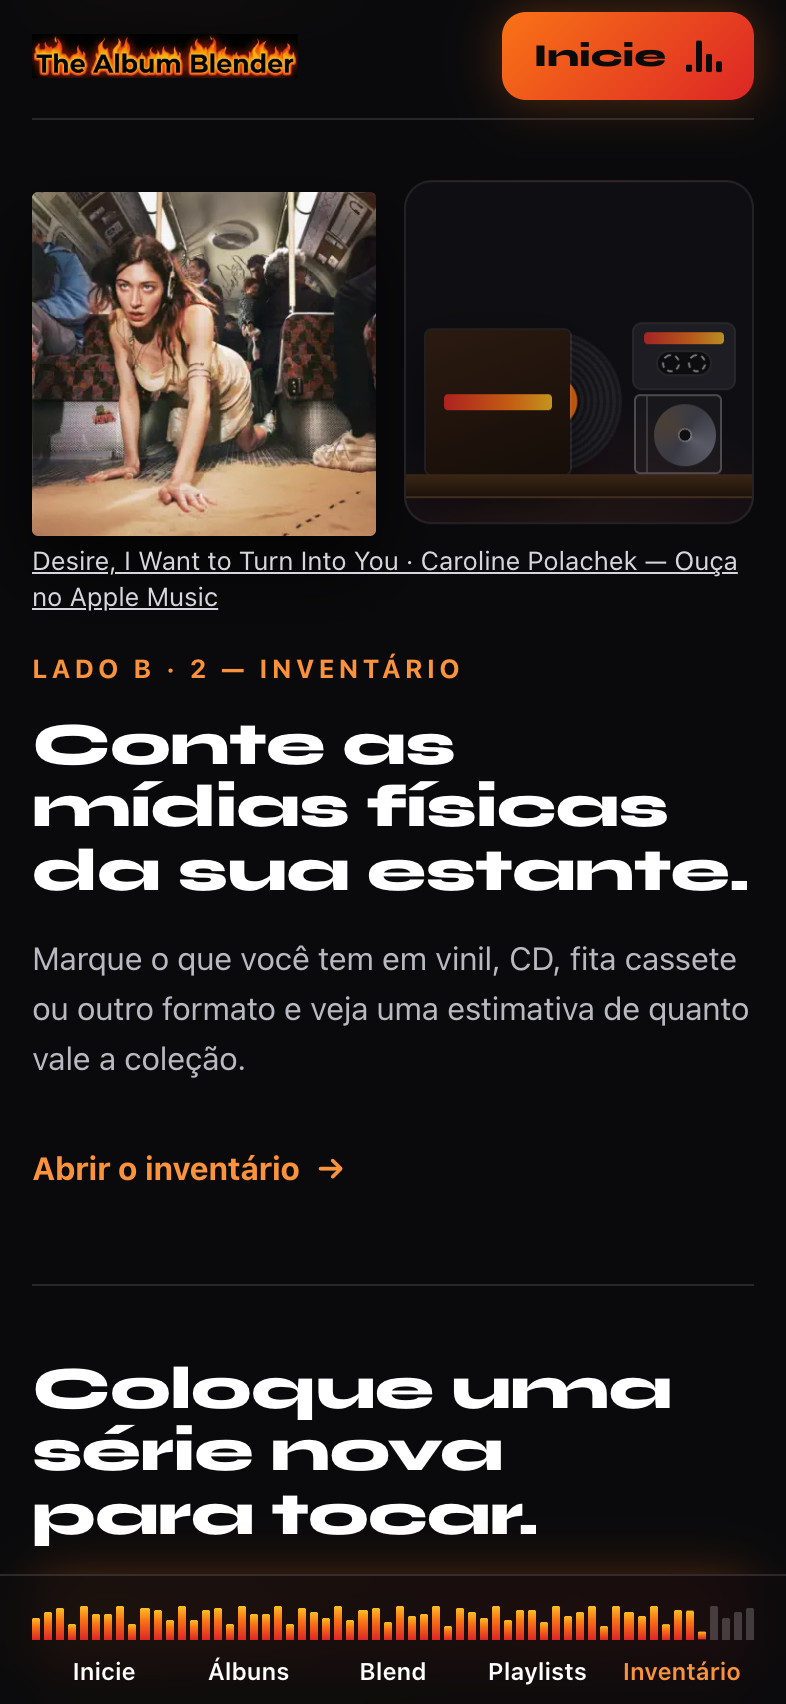 The Album Blender
Inicie
Desire, I Want to Turn Into You · Caroline Polachek — Ouça
no Apple Music
LADO B · 2 — INVENTÁRIO
Conte as
mídias físicas
da sua estante.
Marque o que você tem em vinil, CD, fita cassete
ou outro formato e veja uma estimativa de quanto
vale a coleção.
Abrir o inventário →
Coloque uma
série nova
para tocar.
Inicie
Álbuns
Blend
Playlists
Inventário